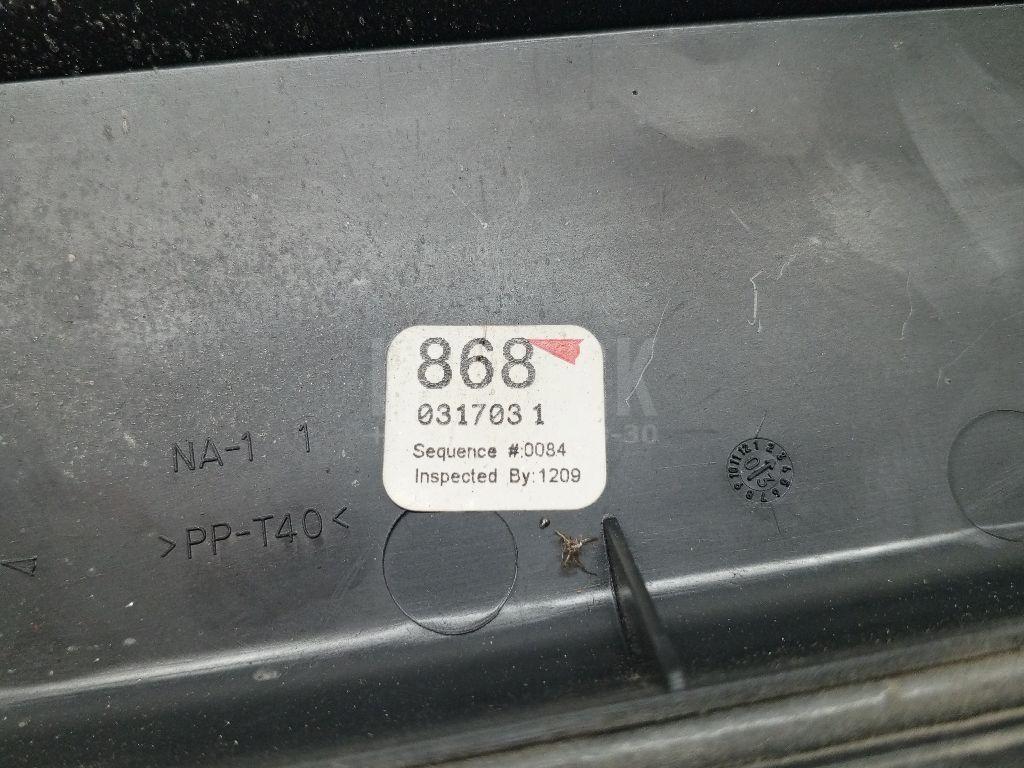 868
0317031
Sequence #:0084
Inspected By:1209
NA-1 1
>PP-T40<